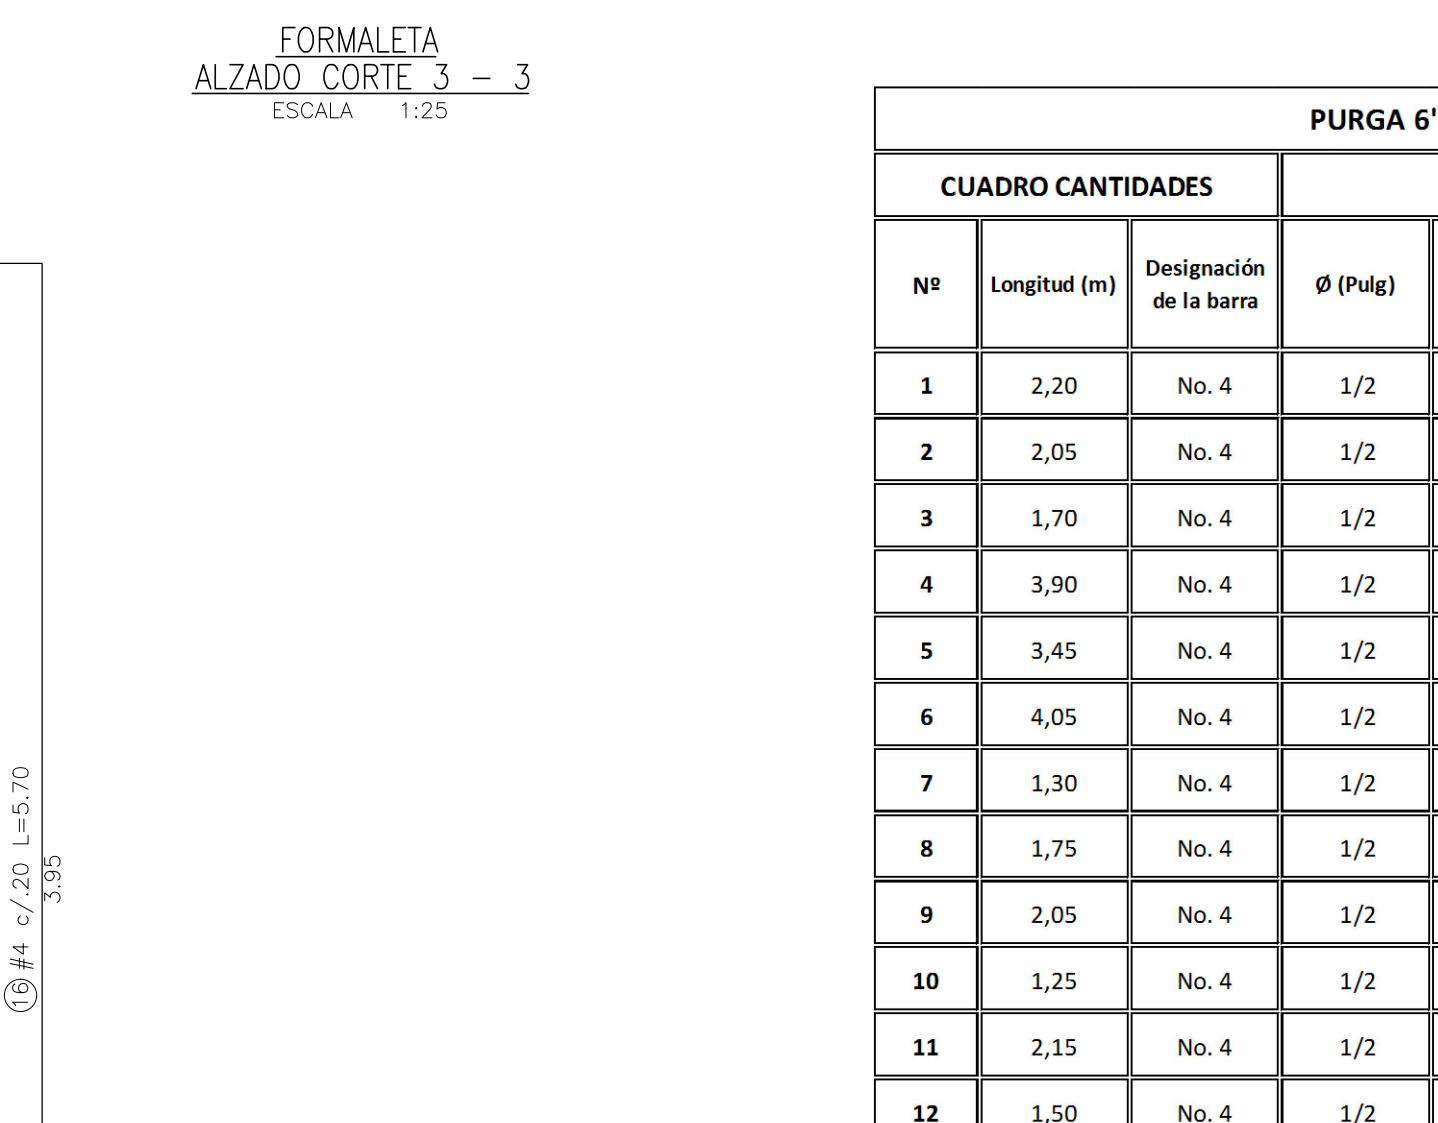 FORMALETA
ALZADO CORTE 3 - 3
ESCALA 1:25
16 #4 c/.20 L=5.70
3.95
PURGA 6'
CUADRO CANTIDADES
Nº Longitud (m) Designación de la barra Ø (Pulg)
1 2,20 No. 4 1/2
2 2,05 No. 4 1/2
3 1,70 No. 4 1/2
4 3,90 No. 4 1/2
5 3,45 No. 4 1/2
6 4,05 No. 4 1/2
7 1,30 No. 4 1/2
8 1,75 No. 4 1/2
9 2,05 No. 4 1/2
10 1,25 No. 4 1/2
11 2,15 No. 4 1/2
12 1,50 No. 4 1/2